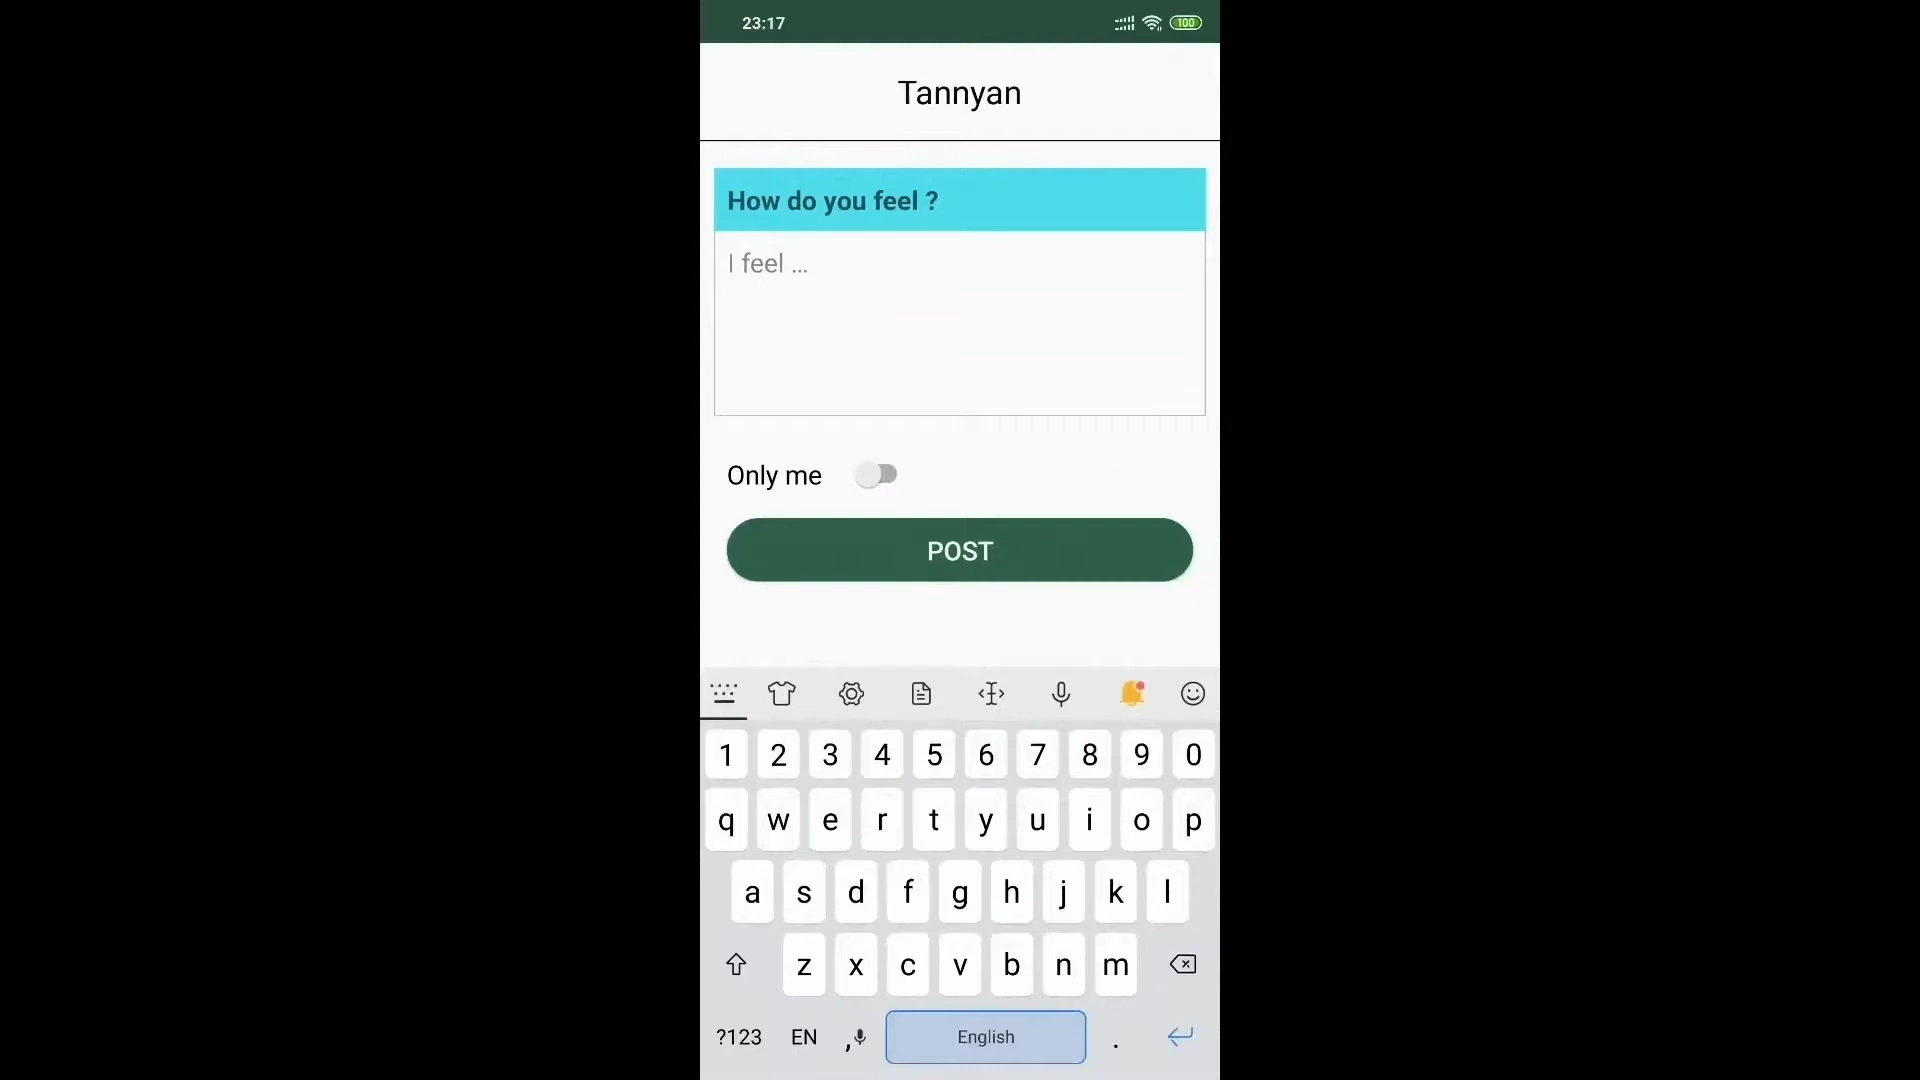 23:17
100
Tannyan
How do you feel ?
I feel ...
Only me
POST
1 2 3 4 5 6 7 8 9 0
q w e r t y u i o p
a s d f g h j k l
z x c v b n m
?123 EN , English .